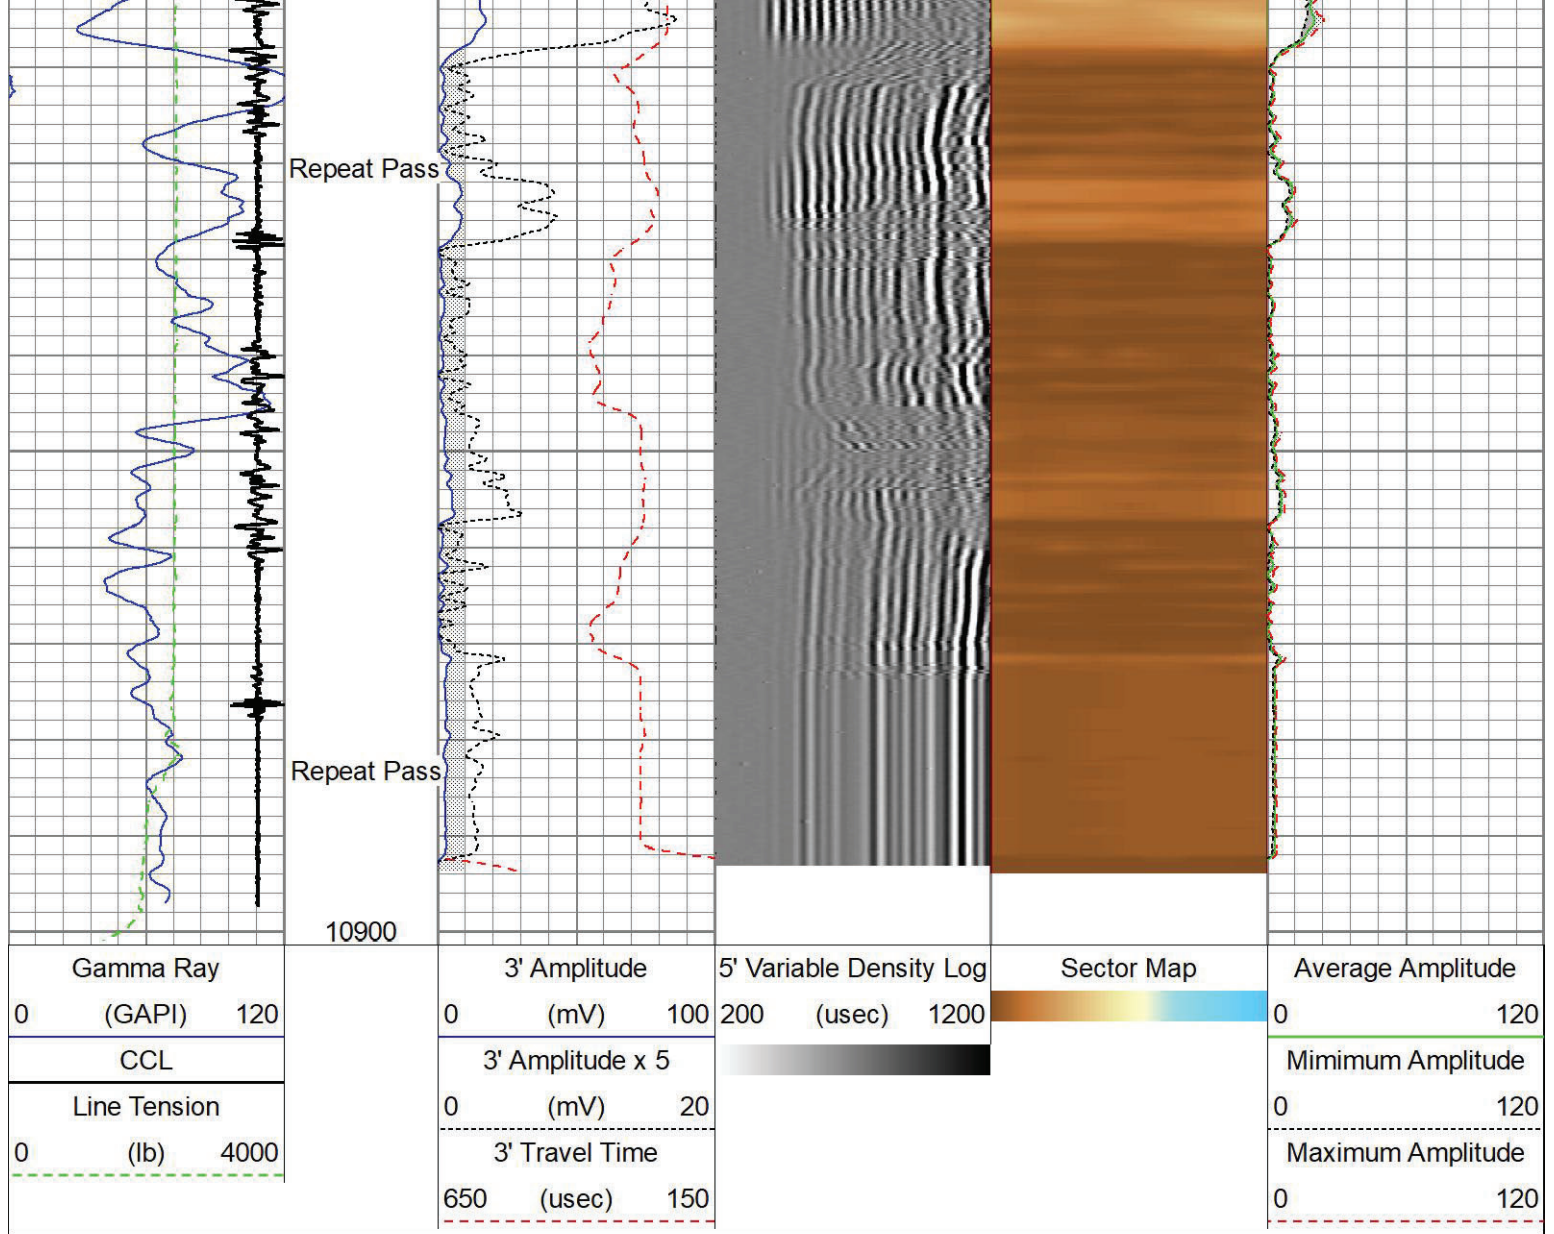 Repeat Pass
Repeat Pass
10900
Gamma Ray
0 (GAPI) 120
CCL
Line Tension
0 (lb) 4000
3' Amplitude
0 (mV) 100
3' Amplitude x 5
0 (mV) 20
3' Travel Time
650 (usec) 150
5' Variable Density Log
200 (usec) 1200
Sector Map
Average Amplitude
0 120
Mimimum Amplitude
0 120
Maximum Amplitude
0 120